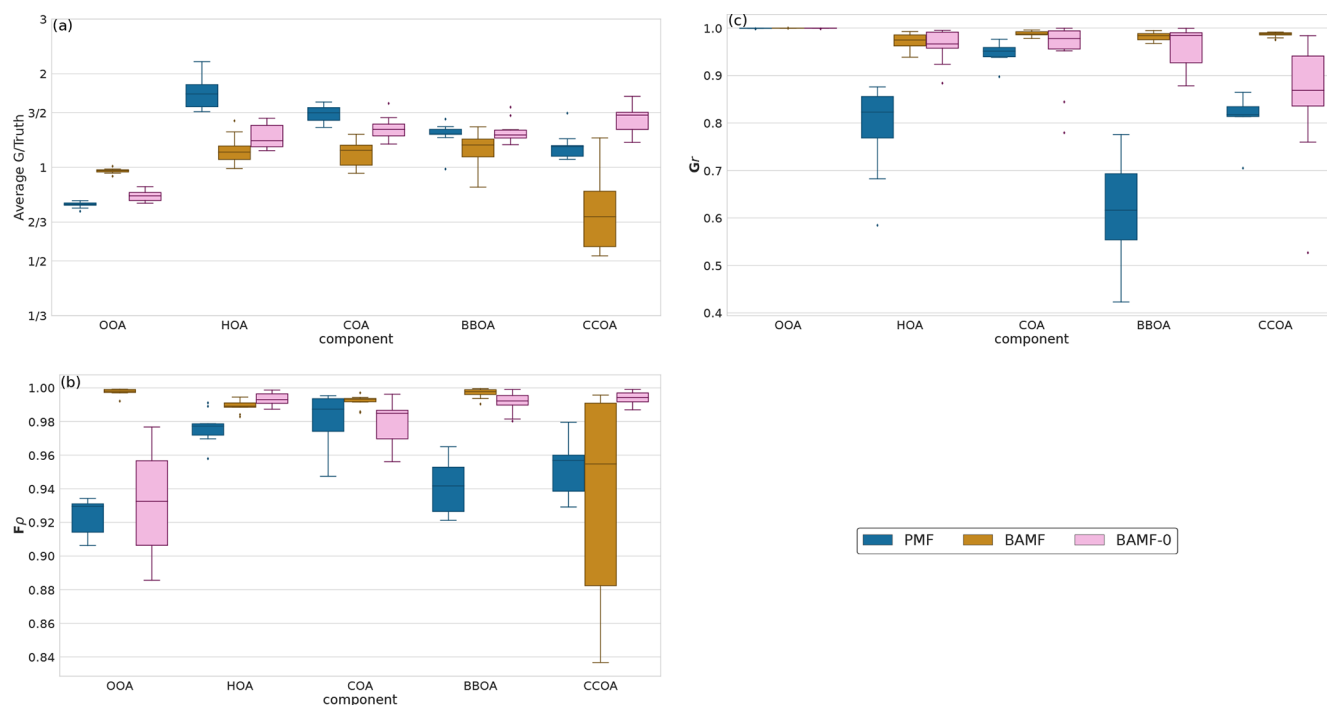 (a)
Average G/Truth
3
2
3/2
1
2/3
1/2
1/3
OOA HOA COA BBOA CCOA
component
(c)
Gr
1.0
0.9
0.8
0.7
0.6
0.5
0.4
OOA HOA COA BBOA CCOA
component
(b)
Fρ
1.00
0.98
0.96
0.94
0.92
0.90
0.88
0.86
0.84
OOA HOA COA BBOA CCOA
component
PMF BAMF BAMF-0